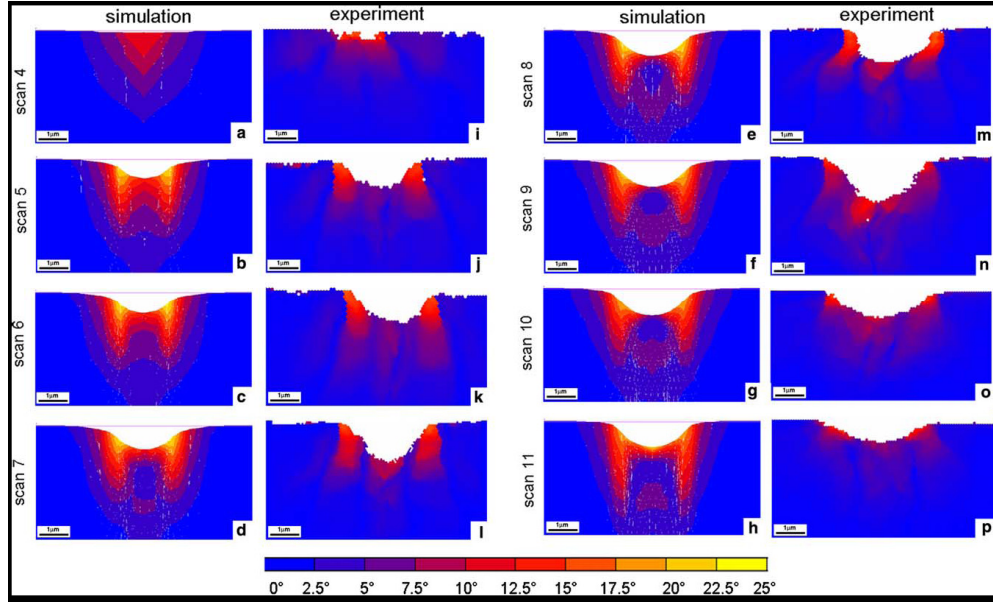 simulation experiment simulation experiment
scan 4
1µm a
1µm i
scan 8
1µm e
1µm m
scan 5
1µm b
1µm j
scan 9
1µm f
1µm n
scan 6
1µm c
1µm k
scan 10
1µm g
1µm o
scan 7
1µm d
1µm l
scan 11
1µm h
1µm p
0° 2.5° 5° 7.5° 10° 12.5° 15° 17.5° 20° 22.5° 25°